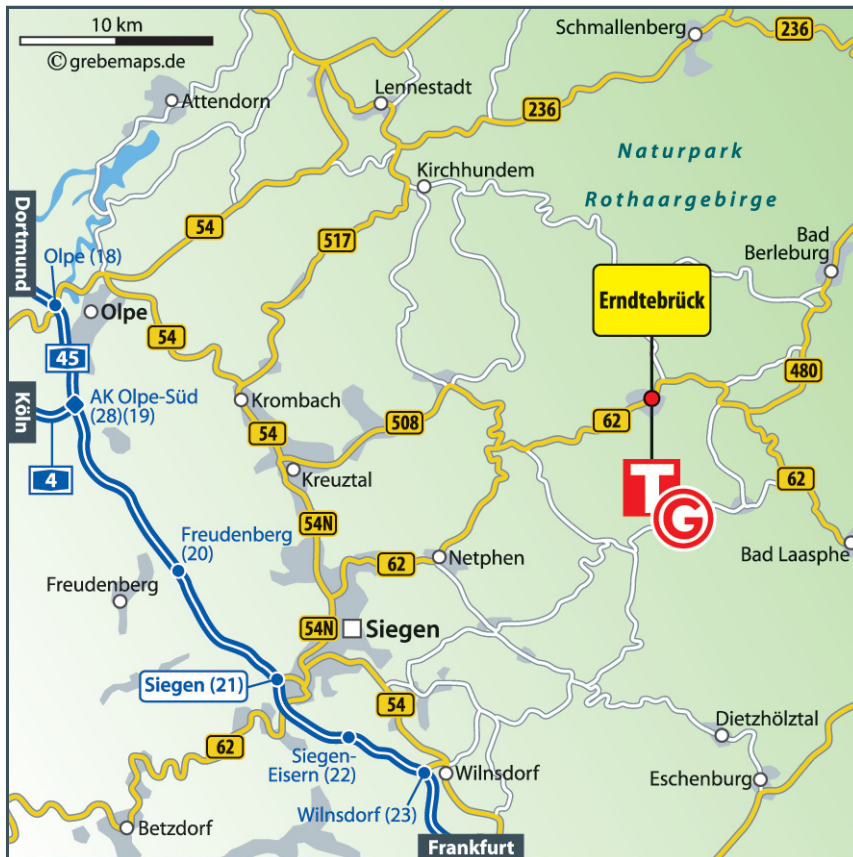 10 km
© grebemaps.de
Schmallenberg
236
Attendorn
Lennestadt
236
Naturpark
Rothaargebirge
Kirchhundem
Dortmund
54
517
Bad
Berleburg
Olpe (18)
Erndtebrück
Olpe
54
45
480
Köln
AK Olpe-Süd
(28)(19)
Krombach
62
508
54
4
Kreuztal
62
TG
54N
Freudenberg
(20)
Bad Laasphe
Netphen
62
Freudenberg
54N
Siegen
Siegen (21)
54
Dietzhölztal
62
Siegen-
Eisern (22)
Wilnsdorf
Eschenburg
Wilnsdorf (23)
Betzdorf
Frankfurt